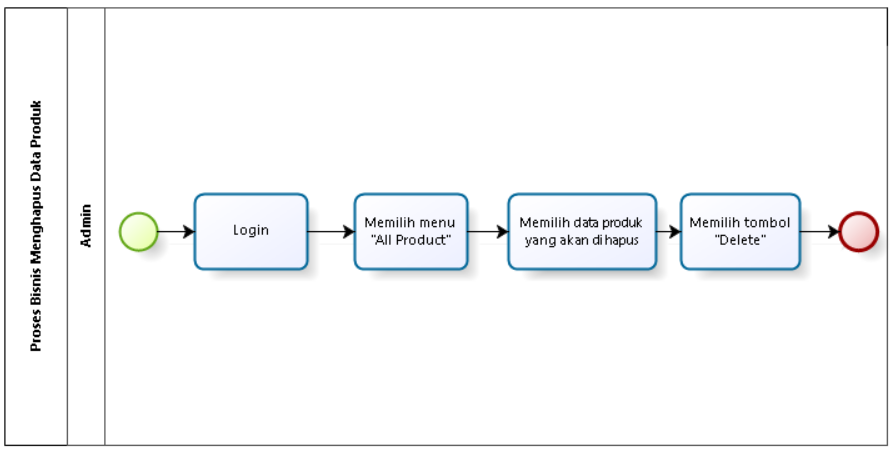 Proses Bisnis Menghapus Data Produk
Admin
Login
Memilih menu
"All Product"
Memilih data produk
yang akan dihapus
Memilih tombol
"Delete"